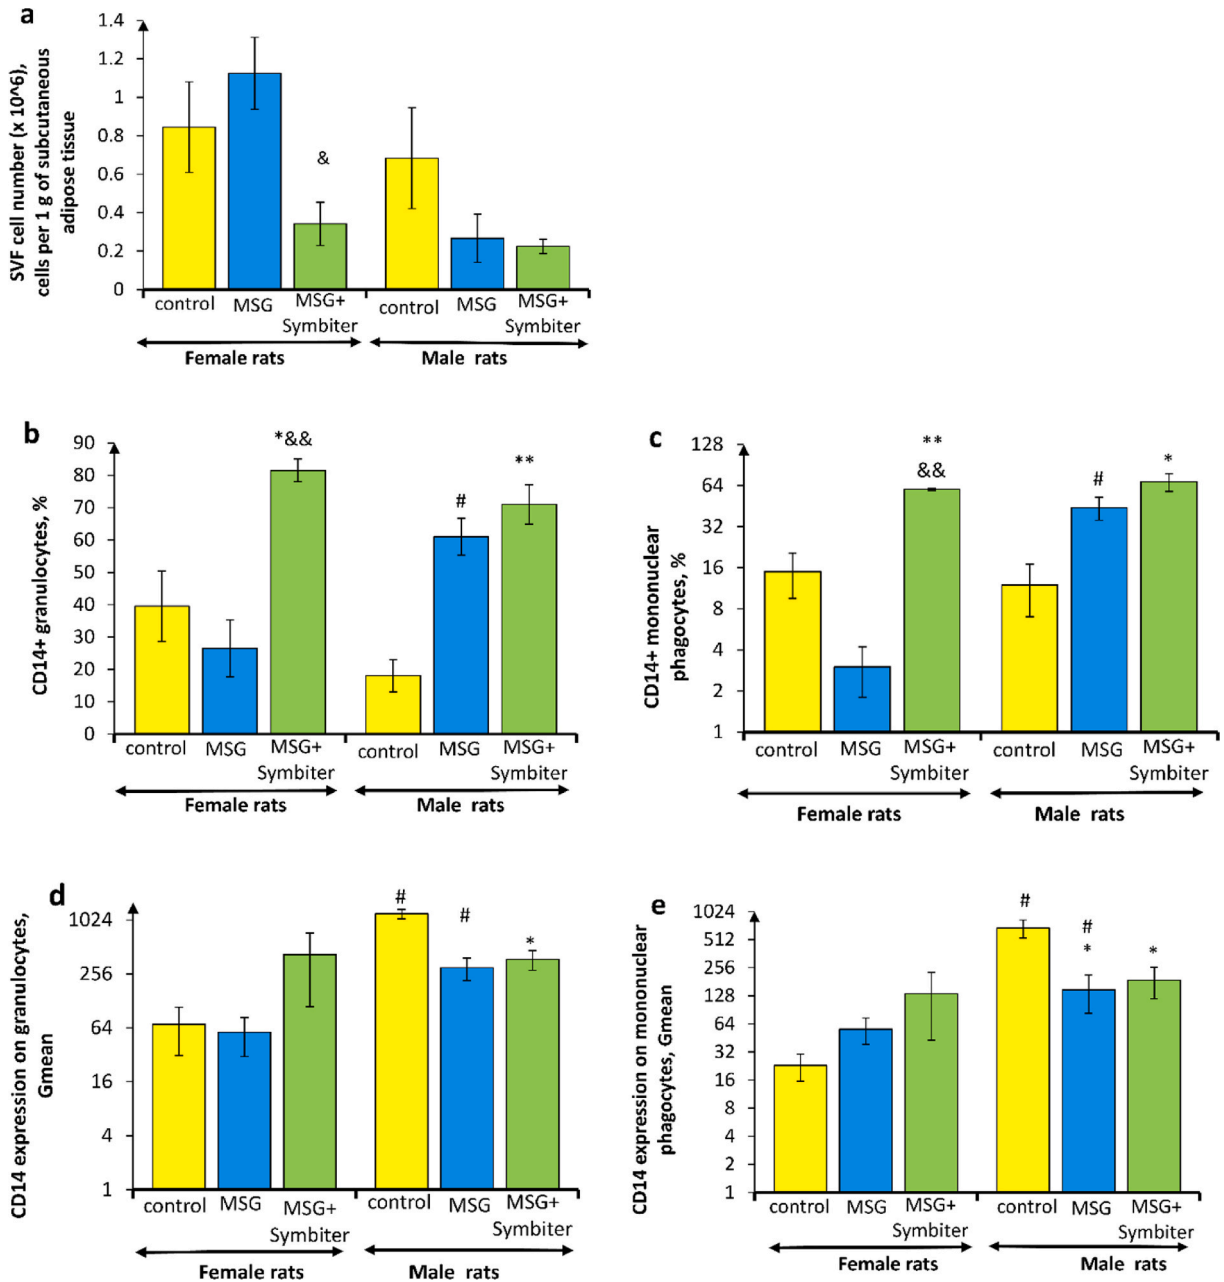 a
SVF cell number (x 10^6),
cells per 1 g of subcutaneous
adipose tissue
1.4
1.2
1
0.8
0.6
0.4
0.2
0
&
control
MSG
MSG+
Symbiter
control
MSG
MSG+
Symbiter
Female rats
Male rats
b
CD14+ granulocytes, %
90
80
70
60
50
40
30
20
10
0
*&&
#
**
control
MSG
MSG+
Symbiter
control
MSG
MSG+
Symbiter
Female rats
Male rats
c
CD14+ mononuclear
phagocytes, %
128
64
32
16
8
4
2
1
**
&&
#
*
control
MSG
MSG+
Symbiter
control
MSG
MSG+
Symbiter
Female rats
Male rats
d
CD14 expression on granulocytes,
Gmean
1024
256
64
16
4
1
#
#
*
control
MSG
MSG+
Symbiter
control
MSG
MSG+
Symbiter
Female rats
Male rats
e
CD14 expression on mononuclear
phagocytes, Gmean
1024
512
256
128
64
32
16
8
4
2
1
#
#
*
*
control
MSG
MSG+
Symbiter
control
MSG
MSG+
Symbiter
Female rats
Male rats